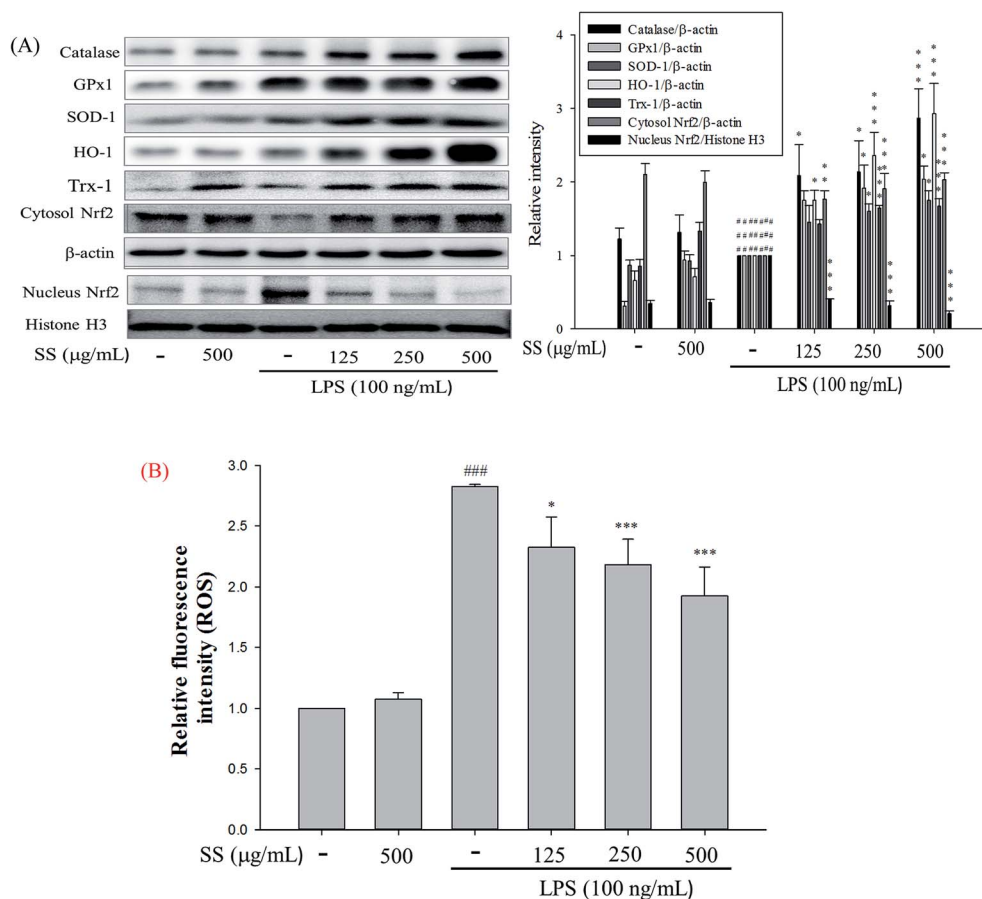 (A)
Catalase
GPx1
SOD-1
HO-1
Trx-1
Cytosol Nrf2
β-actin
Nucleus Nrf2
Histone H3
SS (μg/mL) - 500 - 125 250 500
LPS (100 ng/mL)
Catalase/β-actin
GPx1/β-actin
SOD-1/β-actin
HO-1/β-actin
Trx-1/β-actin
Cytosol Nrf2/β-actin
Nucleus Nrf2/Histone H3
Relative intensity
4
3
2
1
0
SS (μg/mL) - 500 - 125 250 500
LPS (100 ng/mL)
(B)
Relative fluorescence
intensity (ROS)
3.0
2.5
2.0
1.5
1.0
0.5
0.0
###
*
***
***
SS (μg/mL) - 500 - 125 250 500
LPS (100 ng/mL)